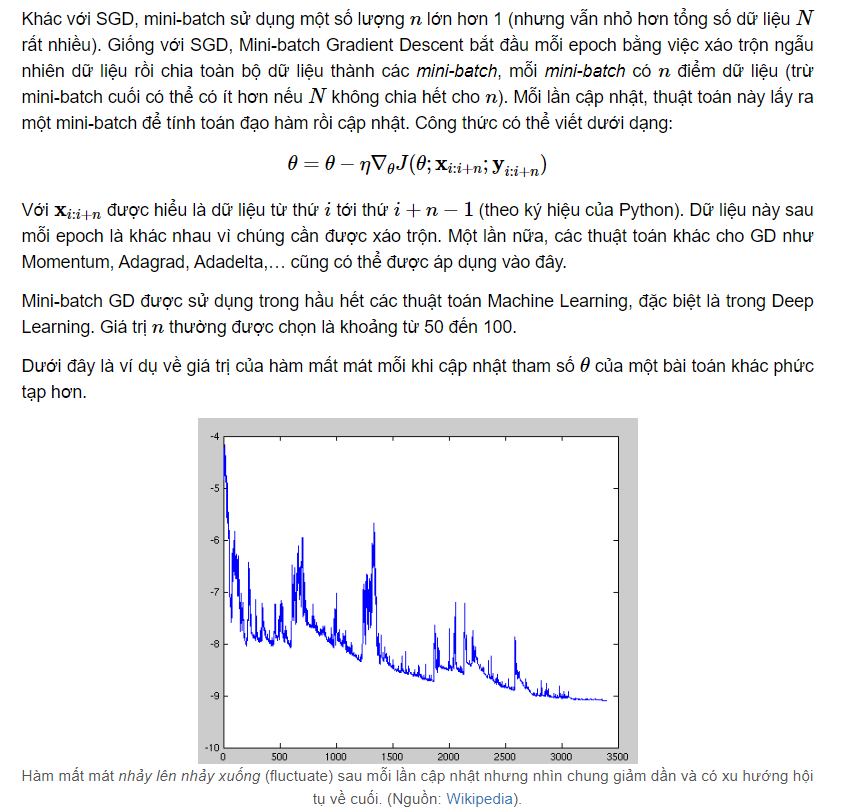 Khác với SGD, mini-batch sử dụng một số lượng n lớn hơn 1 (nhưng vẫn nhỏ hơn tổng số dữ liệu N
rất nhiều). Giống với SGD, Mini-batch Gradient Descent bắt đầu mỗi epoch bằng việc xáo trộn ngẫu
nhiên dữ liệu rồi chia toàn bộ dữ liệu thành các mini-batch, mỗi mini-batch có n điểm dữ liệu (trừ
mini-batch cuối có thể có ít hơn nếu N không chia hết cho n). Mỗi lần cập nhật, thuật toán này lấy ra
một mini-batch để tính toán đạo hàm rồi cập nhật. Công thức có thể viết dưới dạng:
θ = θ − η∇_θJ(θ; x_{i:i+n}; y_{i:i+n})
Với x_{i:i+n} được hiểu là dữ liệu từ thứ i tới thứ i + n − 1 (theo ký hiệu của Python). Dữ liệu này sau
mỗi epoch là khác nhau vì chúng cần được xáo trộn. Một lần nữa, các thuật toán khác cho GD như
Momentum, Adagrad, Adadelta,… cũng có thể được áp dụng vào đây.
Mini-batch GD được sử dụng trong hầu hết các thuật toán Machine Learning, đặc biệt là trong Deep
Learning. Giá trị n thường được chọn là khoảng từ 50 đến 100.
Dưới đây là ví dụ về giá trị của hàm mất mát mỗi khi cập nhật tham số θ của một bài toán khác phức
tạp hơn.
-4
-5
-6
-7
-8
-9
-10
0 500 1000 1500 2000 2500 3000 3500
Hàm mất mát nhảy lên nhảy xuống (fluctuate) sau mỗi lần cập nhật nhưng nhìn chung giảm dần và có xu hướng hội
tụ về cuối. (Nguồn: Wikipedia).